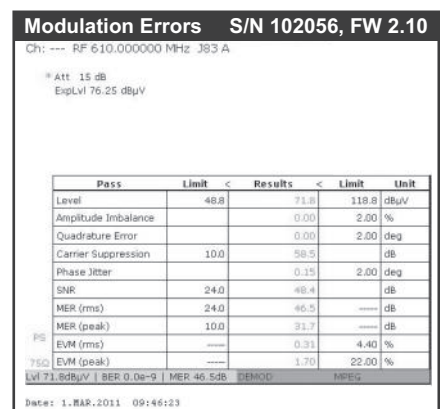 Modulation Errors S/N 102056, FW 2.10
Ch: --- RF 610.000000 MHz J83 A
* Att 15 dB
ExpLvl 76.25 dBµV
Pass Limit < Results < Limit Unit
Level 48.8 71.8 118.8 dBµV
Amplitude Imbalance 0.00 2.00 %
Quadrature Error 0.00 2.00 deg
Carrier Suppression 10.0 58.5 dB
Phase Jitter 0.15 2.00 deg
SNR 24.0 48.4 dB
MER (rms) 24.0 46.5 ----- dB
MER (peak) 10.0 31.7 ----- dB
PS
EVM (rms) ----- 0.31 4.40 %
75Ω EVM (peak) ----- 1.70 22.00 %
Lvl 71.8dBµV | BER 0.0e-9 | MER 46.5dB DEMOD MPEG
Date: 1.MAR.2011 09:46:23